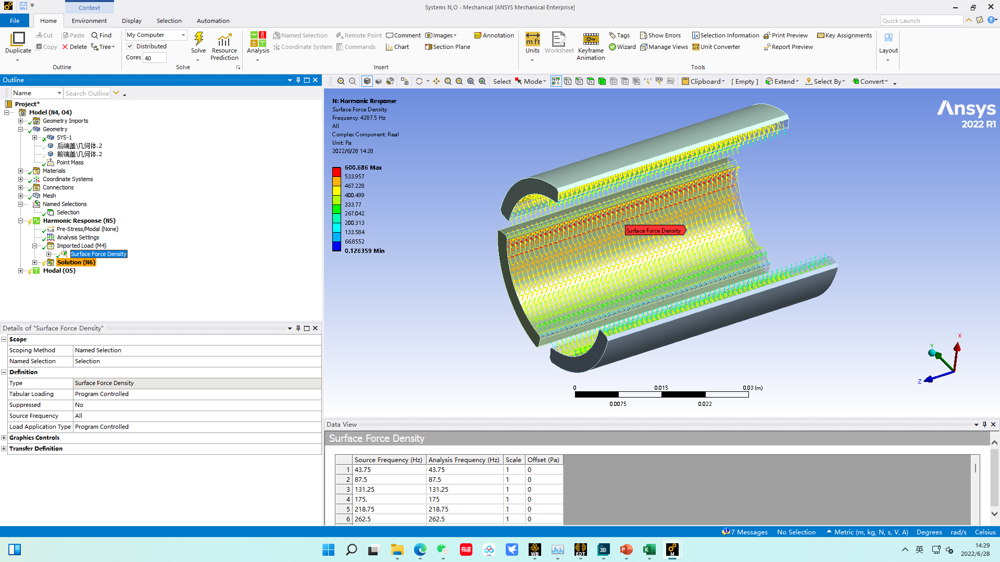 Context
Systems N,O - Mechanical [ANSYS Mechanical Enterprise]
File
Home
Environment
Display
Selection
Automation
Quick Launch
Duplicate
Cut
Copy
Paste
Delete
Find
Tree
Outline
My Computer
Distributed
Cores 40
Solve
Resource Prediction
Solve
Analysis
Named Selection
Coordinate System
Remote Point
Commands
Comment
Chart
Images
Section Plane
Annotation
Insert
Units
Worksheet
Keyframe Animation
Tags
Wizard
Show Errors
Manage Views
Selection Information
Unit Converter
Print Preview
Report Preview
Key Assignments
Tools
Layout
Outline
Name
Search Outline
Project*
Model (N4, O4)
Geometry Imports
Geometry
SYS-1
后端盖\几何体.2
前端盖\几何体.2
Point Mass
Materials
Coordinate Systems
Connections
Mesh
Named Selections
Selection
Harmonic Response (N5)
Pre-Stress/Modal (None)
Analysis Settings
Imported Load (M4)
Surface Force Density
Solution (N6)
Modal (O5)
Details of "Surface Force Density"
Scope
Scoping Method Named Selection
Named Selection Selection
Definition
Type Surface Force Density
Tabular Loading Program Controlled
Suppressed No
Source Frequency All
Load Application Type Program Controlled
Graphics Controls
Transfer Definition
Select
Mode
Clipboard
[ Empty ]
Extend
Select By
Convert
N: Harmonic Response
Surface Force Density
Frequency: 4287.5 Hz
All
Complex Component: Real
Unit: Pa
2022/6/28 14:28
600.686 Max
533.957
467.228
400.499
333.77
267.042
200.313
133.584
66.8552
0.126359 Min
Surface Force Density
Ansys
2022 R1
X
Y
Z
0
0.015
0.03 (m)
0.0075
0.022
Data View
Surface Force Density
Source Frequency (Hz) Analysis Frequency (Hz) Scale Offset (Pa)
1 43.75 43.75 1 0
2 87.5 87.5 1 0
3 131.25 131.25 1 0
4 175. 175 1 0
5 218.75 218.75 1 0
6 262.5 262.5 1 0
7 Messages
No Selection
Metric (m, kg, N, s, V, A)
Degrees
rad/s
Celsius
有道
WB
EDT
3D
P
X
M
英
14:29
2022/6/28